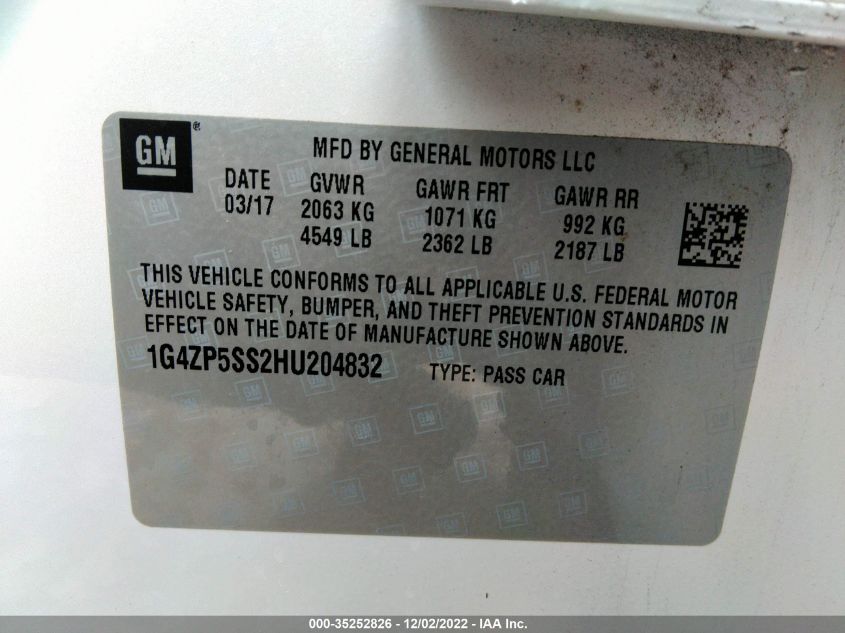 GM®
MFD BY GENERAL MOTORS LLC
DATE GVWR GAWR FRT GAWR RR
03/17 2063 KG 1071 KG 992 KG
4549 LB 2362 LB 2187 LB
THIS VEHICLE CONFORMS TO ALL APPLICABLE U.S. FEDERAL MOTOR
VEHICLE SAFETY, BUMPER, AND THEFT PREVENTION STANDARDS IN
EFFECT ON THE DATE OF MANUFACTURE SHOWN ABOVE.
1G4ZP5SS2HU204832 TYPE: PASS CAR
000-35252826 - 12/02/2022 - IAA Inc.